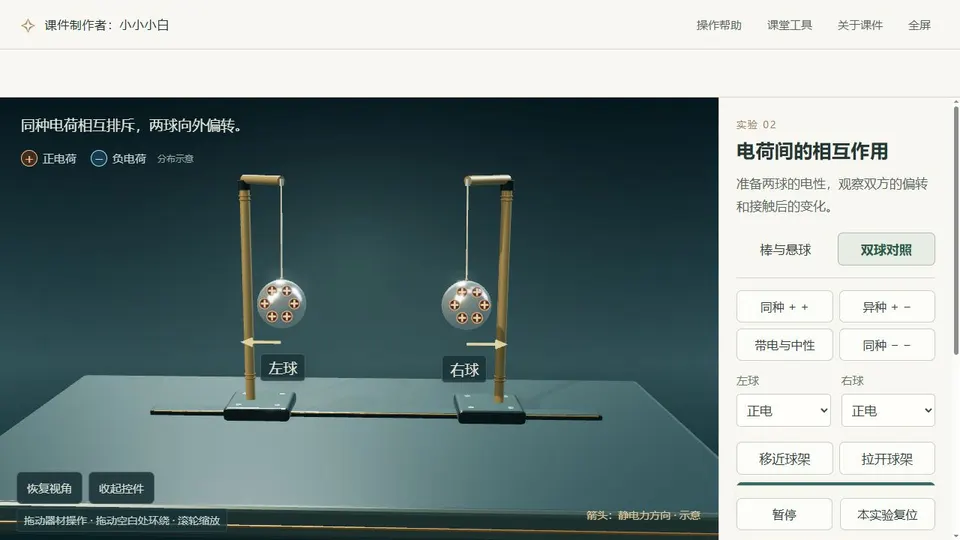 课件制作者：小小小白
操作帮助 课堂工具 关于课件 全屏
同种电荷相互排斥，两球向外偏转。
+ 正电荷 − 负电荷 分布示意
左球
右球
恢复视角 收起控件
拖动器材操作·拖动空白处环绕·滚轮缩放
箭头：静电力方向·示意
实验 02
电荷间的相互作用
准备两球的电性，观察双方的偏转
和接触后的变化。
棒与悬球 双球对照
同种 + + 异种 + −
带电与中性 同种 − −
左球 右球
正电 正电
移近球架 拉开球架
暂停 本实验复位